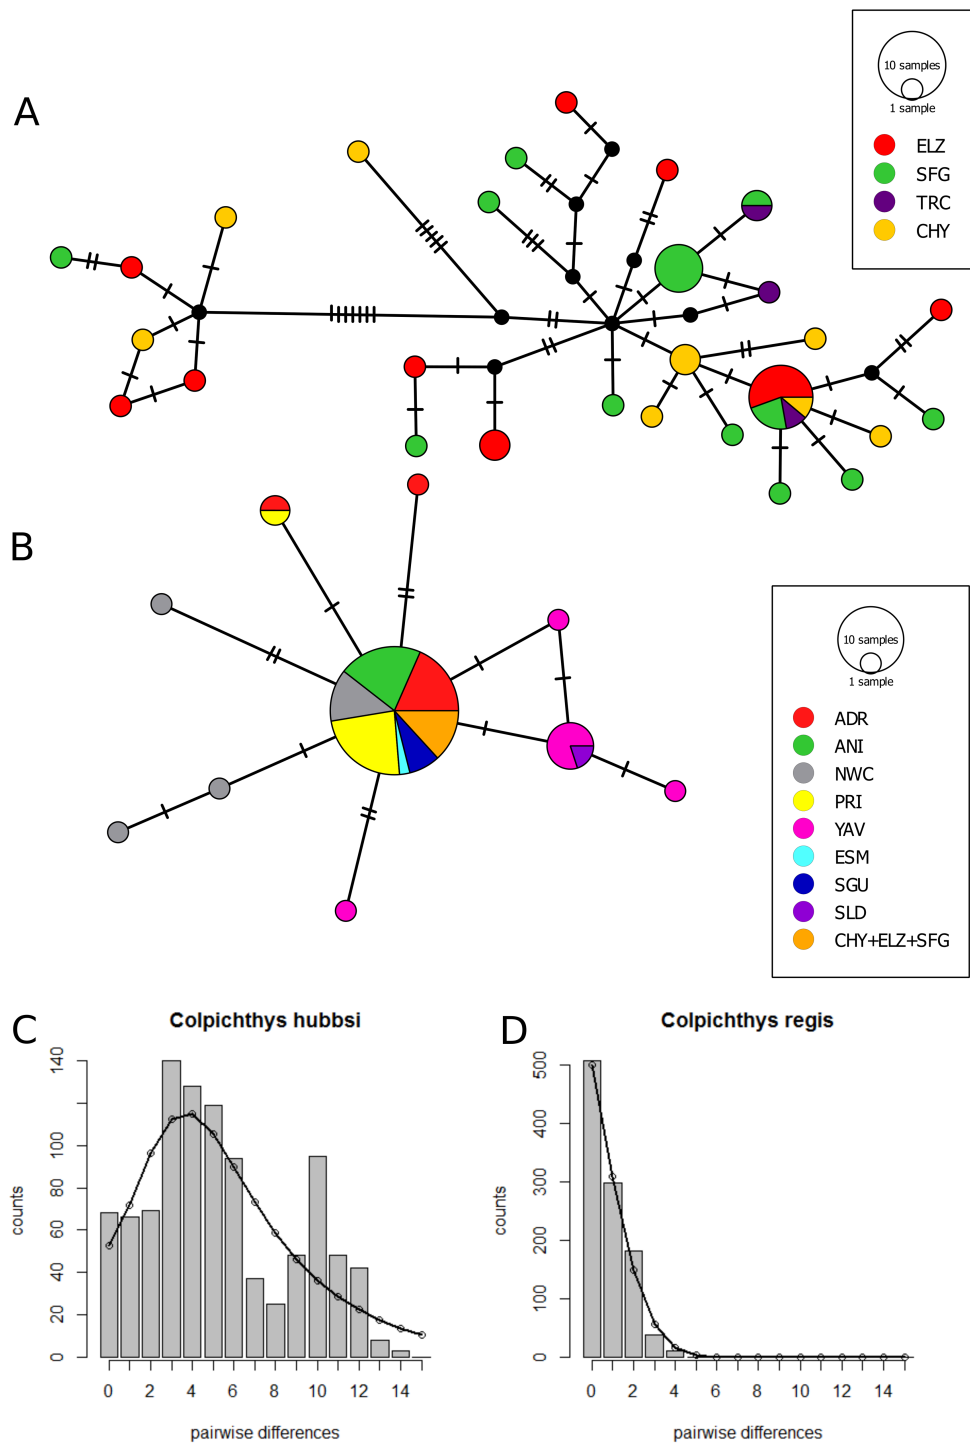 A
10 samples
1 sample
ELZ
SFG
TRC
CHY
B
10 samples
1 sample
ADR
ANI
NWC
PRI
YAV
ESM
SGU
SLD
CHY+ELZ+SFG
C
Colpichthys hubbsi
counts
0 20 40 60 80 100 140
0 2 4 6 8 10 12 14
pairwise differences
D
Colpichthys regis
counts
0 100 200 300 400 500
0 2 4 6 8 10 12 14
pairwise differences